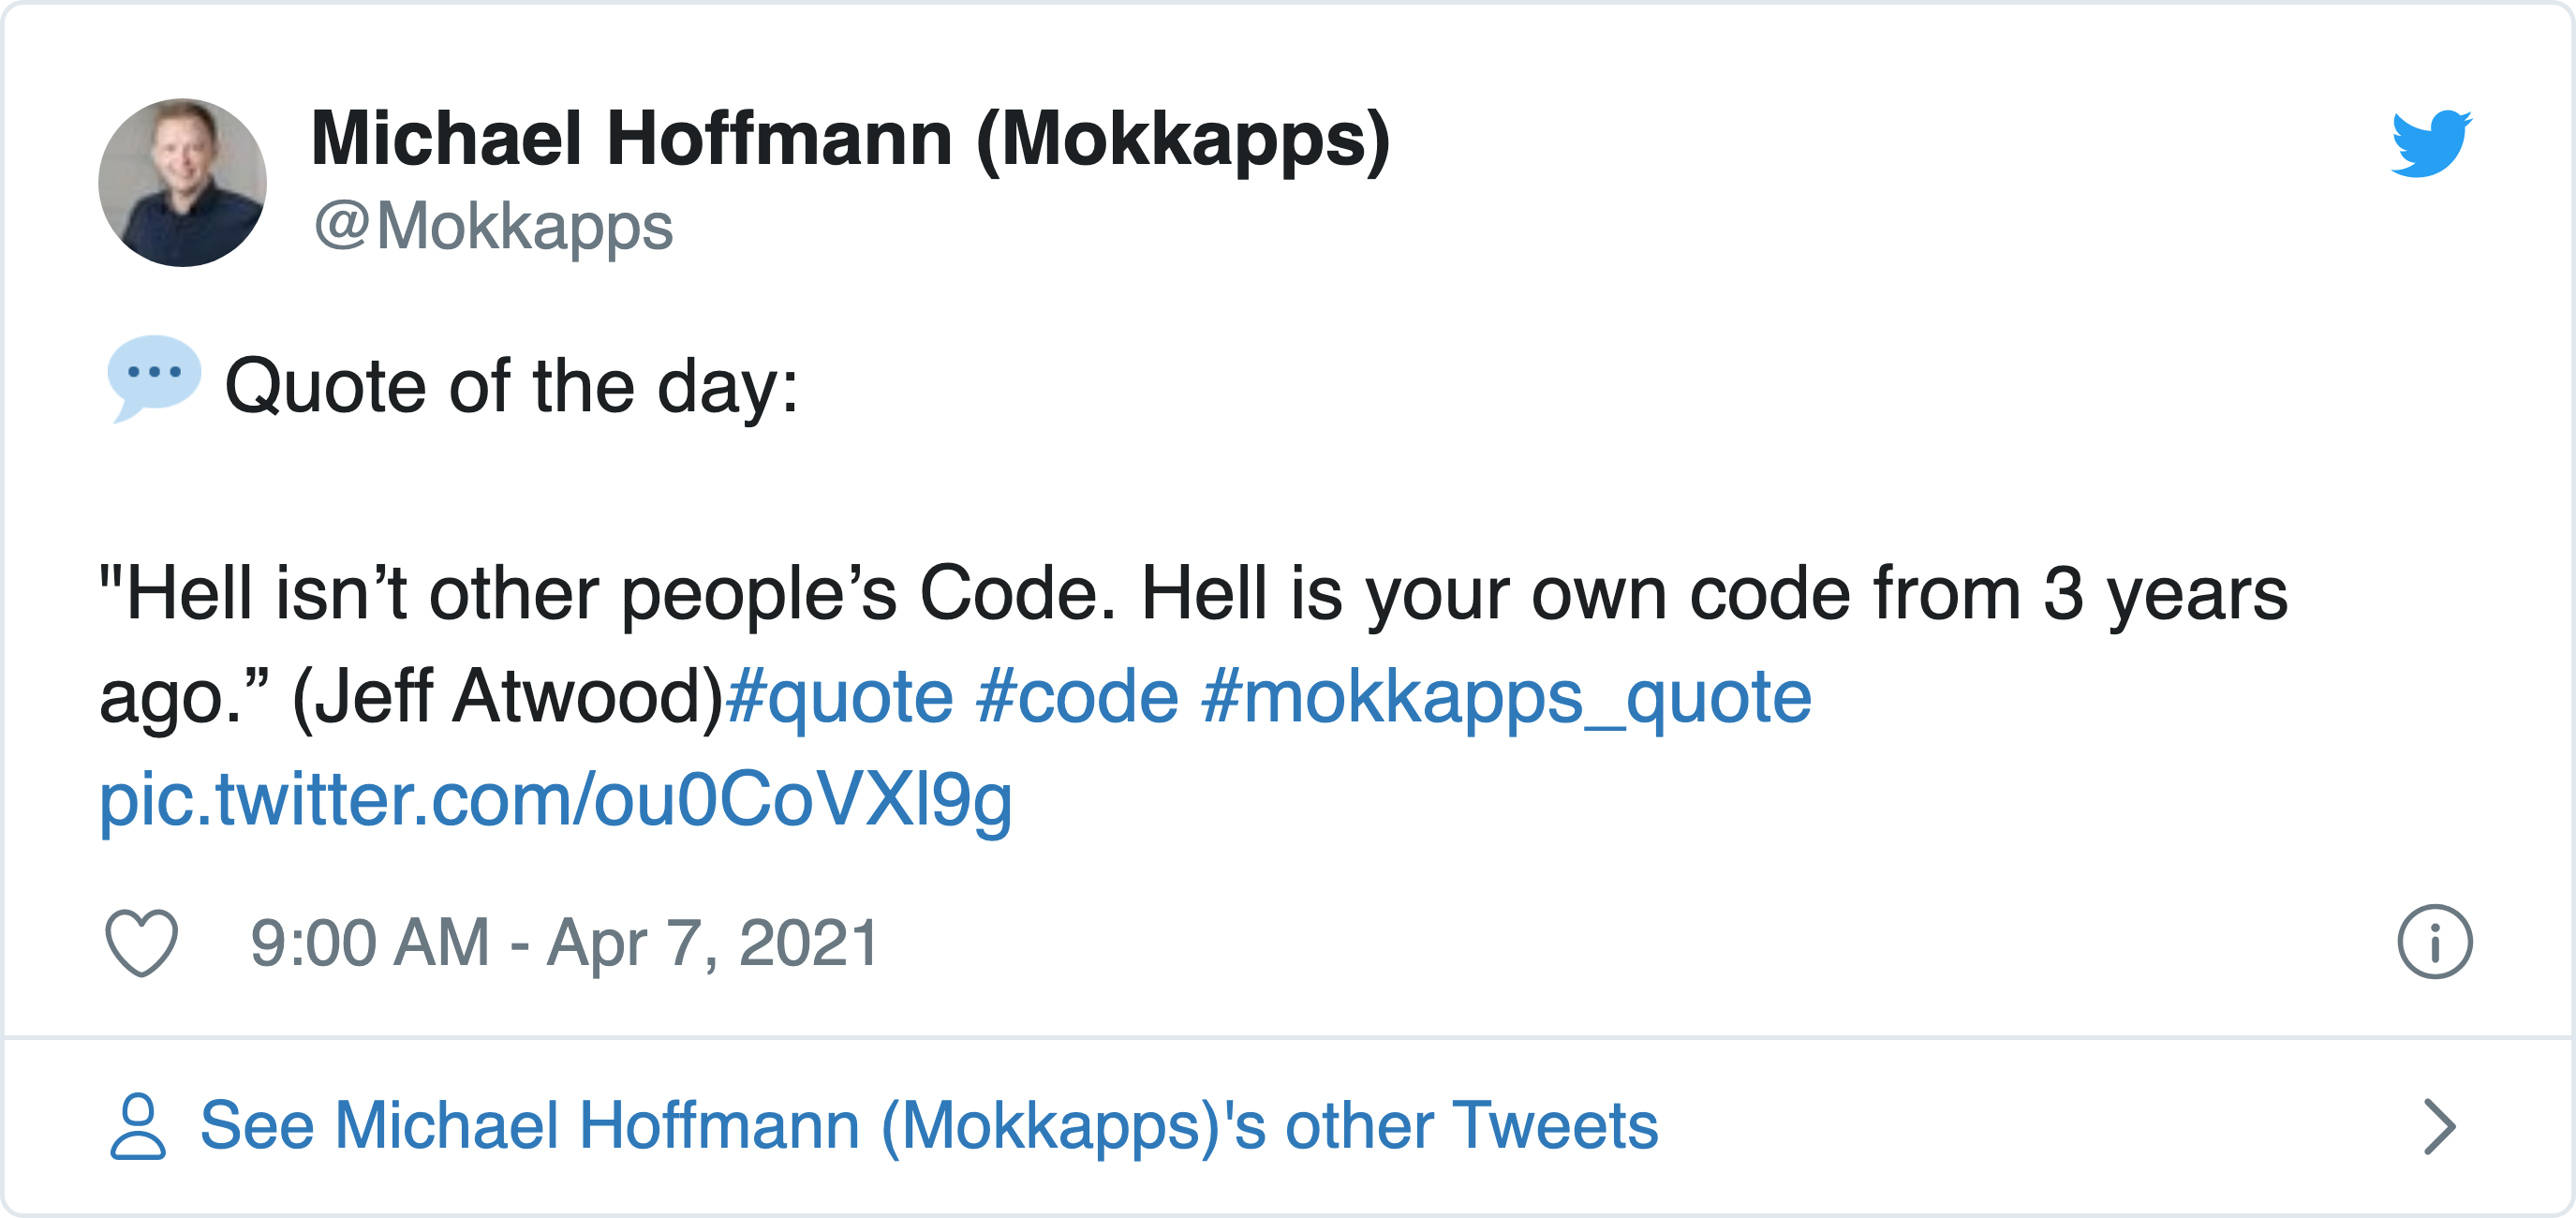 Michael Hoffmann (Mokkapps)
@Mokkapps
💬 Quote of the day:
"Hell isn’t other people’s Code. Hell is your own code from 3 years
ago.” (Jeff Atwood)#quote #code #mokkapps_quote
pic.twitter.com/ou0CoVXl9g
9:00 AM - Apr 7, 2021
See Michael Hoffmann (Mokkapps)'s other Tweets